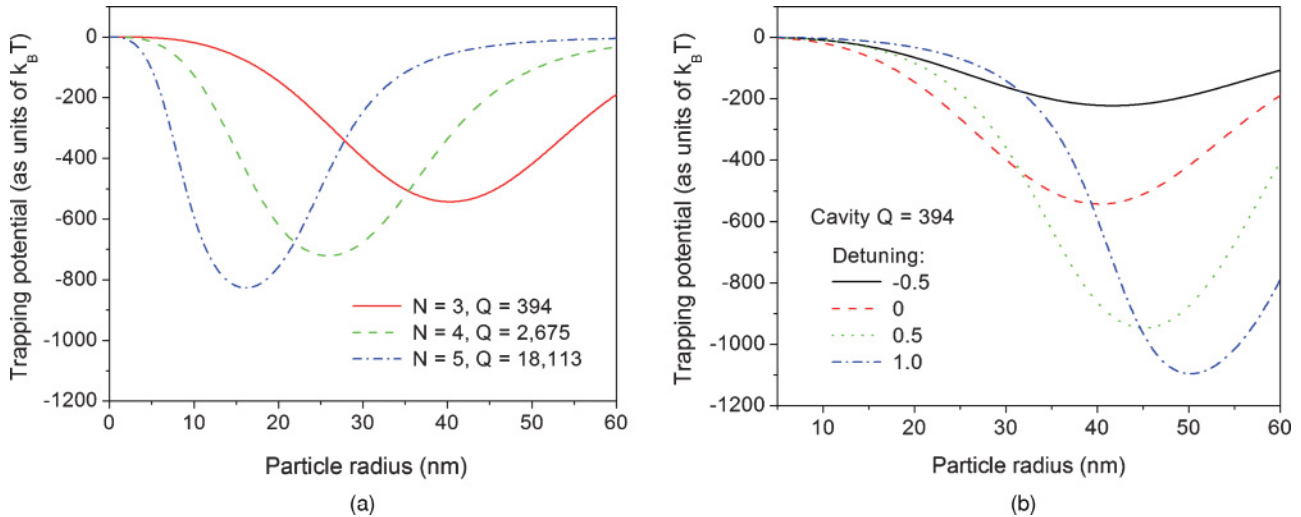 Trapping potential (as units of k_BT)
0
-200
-400
-600
-800
-1000
-1200
N = 3, Q = 394
N = 4, Q = 2,675
N = 5, Q = 18,113
0 10 20 30 40 50 60
Particle radius (nm)
(a)
Trapping potential (as units of k_BT)
0
-200
-400
-600
-800
-1000
-1200
Cavity Q = 394
Detuning:
-0.5
0
0.5
1.0
10 20 30 40 50 60
Particle radius (nm)
(b)